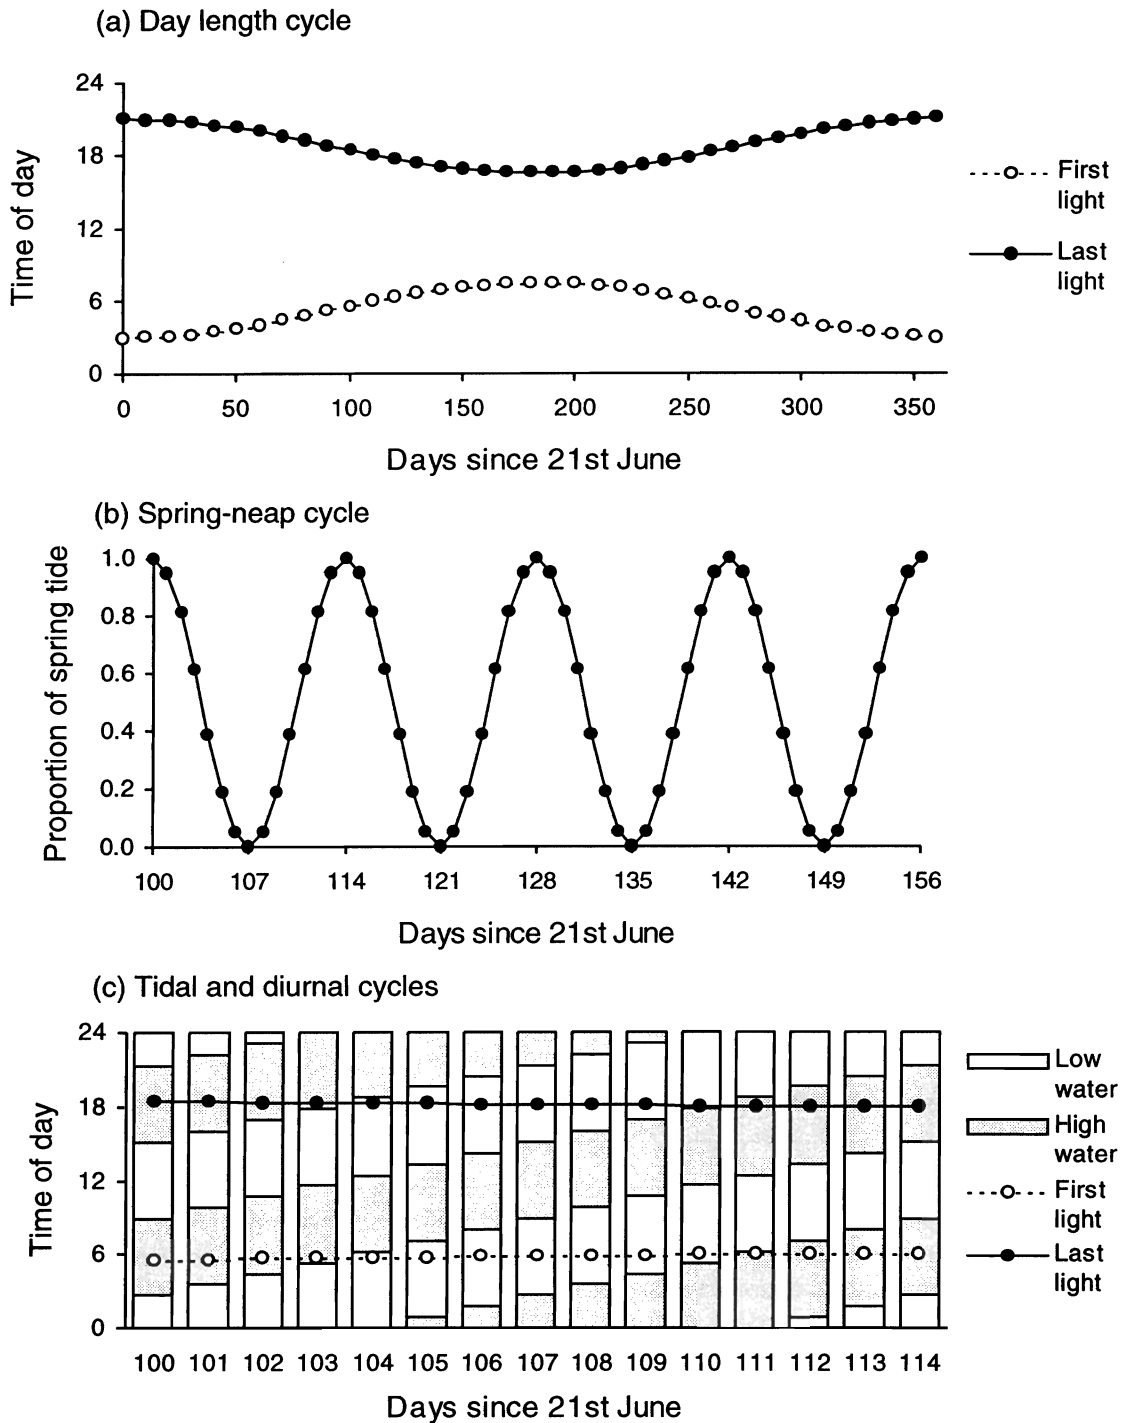 (a) Day length cycle
24
18
12
6
0
Time of day
0 50 100 150 200 250 300 350
Days since 21st June
First
light
Last
light
(b) Spring-neap cycle
1.0
0.8
0.6
0.4
0.2
0.0
Proportion of spring tide
100 107 114 121 128 135 142 149 156
Days since 21st June
(c) Tidal and diurnal cycles
24
18
12
6
0
Time of day
100 101 102 103 104 105 106 107 108 109 110 111 112 113 114
Days since 21st June
Low
water
High
water
First
light
Last
light